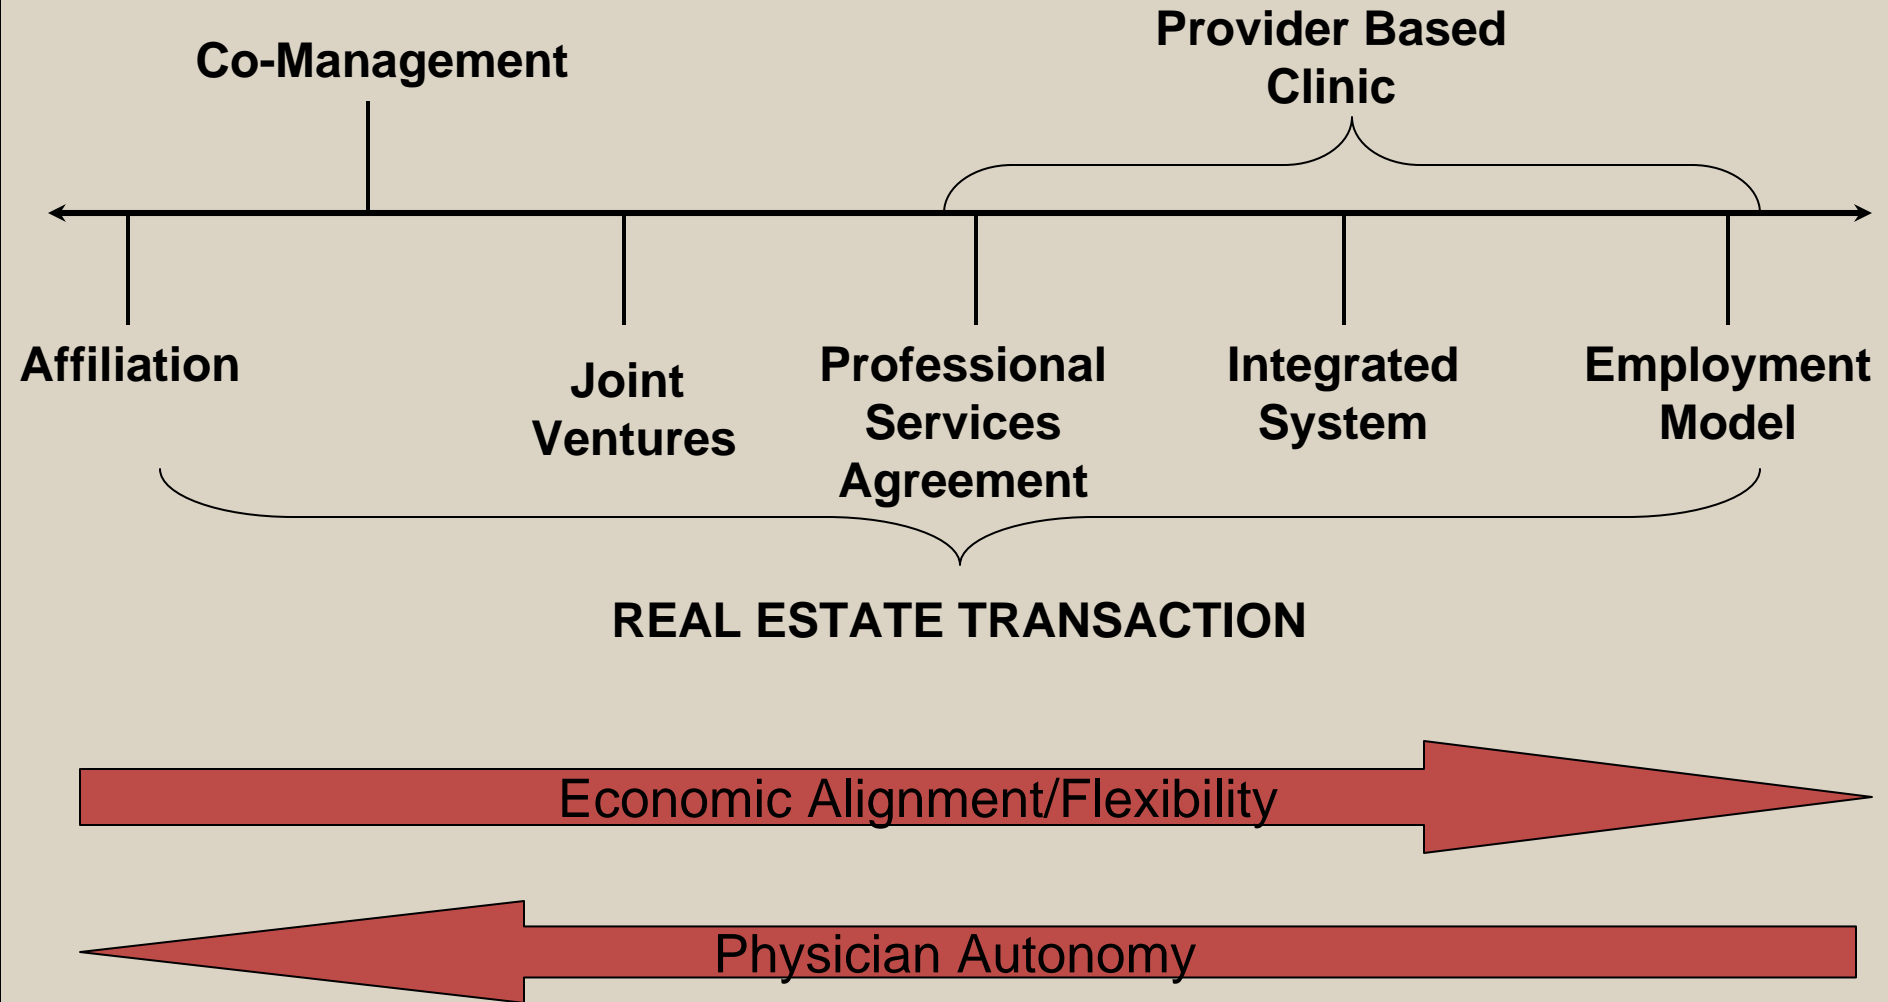 Co-Management
Provider Based
Clinic
Affiliation
Joint
Ventures
Professional
Services
Agreement
Integrated
System
Employment
Model
REAL ESTATE TRANSACTION
Economic Alignment/Flexibility
Physician Autonomy